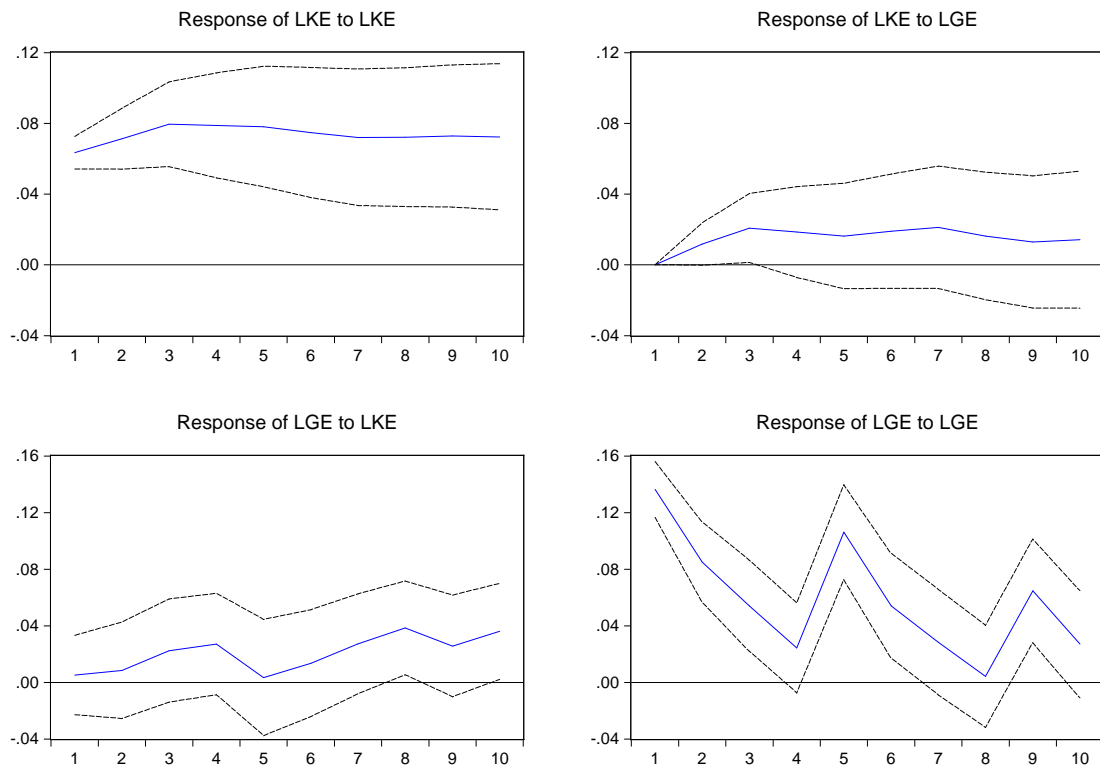 Response of LKE to LKE
.12
.08
.04
.00
-.04
1 2 3 4 5 6 7 8 9 10
Response of LKE to LGE
.12
.08
.04
.00
-.04
1 2 3 4 5 6 7 8 9 10
Response of LGE to LKE
.16
.12
.08
.04
.00
-.04
1 2 3 4 5 6 7 8 9 10
Response of LGE to LGE
.16
.12
.08
.04
.00
-.04
1 2 3 4 5 6 7 8 9 10